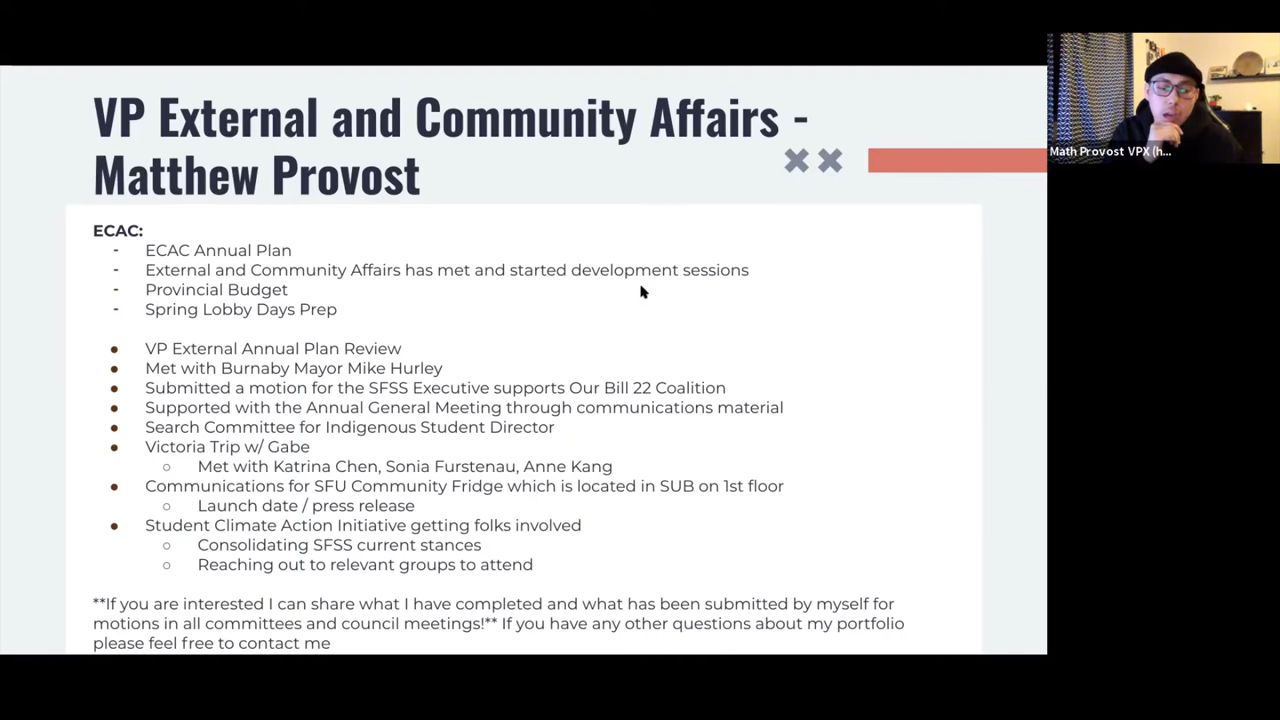 VP External and Community Affairs -
Matthew Provost
Math Provost VPX (h...
ECAC:
- ECAC Annual Plan
- External and Community Affairs has met and started development sessions
- Provincial Budget
- Spring Lobby Days Prep
● VP External Annual Plan Review
● Met with Burnaby Mayor Mike Hurley
● Submitted a motion for the SFSS Executive supports Our Bill 22 Coalition
● Supported with the Annual General Meeting through communications material
● Search Committee for Indigenous Student Director
● Victoria Trip w/ Gabe
○ Met with Katrina Chen, Sonia Furstenau, Anne Kang
● Communications for SFU Community Fridge which is located in SUB on 1st floor
○ Launch date / press release
● Student Climate Action Initiative getting folks involved
○ Consolidating SFSS current stances
○ Reaching out to relevant groups to attend
**If you are interested I can share what I have completed and what has been submitted by myself for
motions in all committees and council meetings!** If you have any other questions about my portfolio
please feel free to contact me